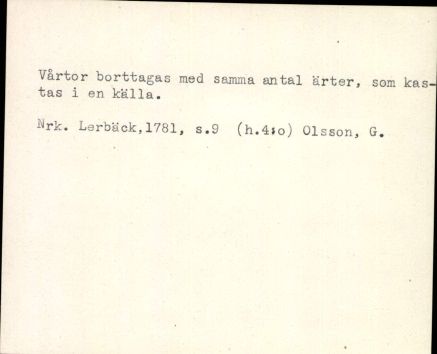 Vårtor borttagas med samma antal ärter, som kas-
tas i en källa.
Nrk. Lerbäck,1781, s.9 (h.4:o) Olsson, G.